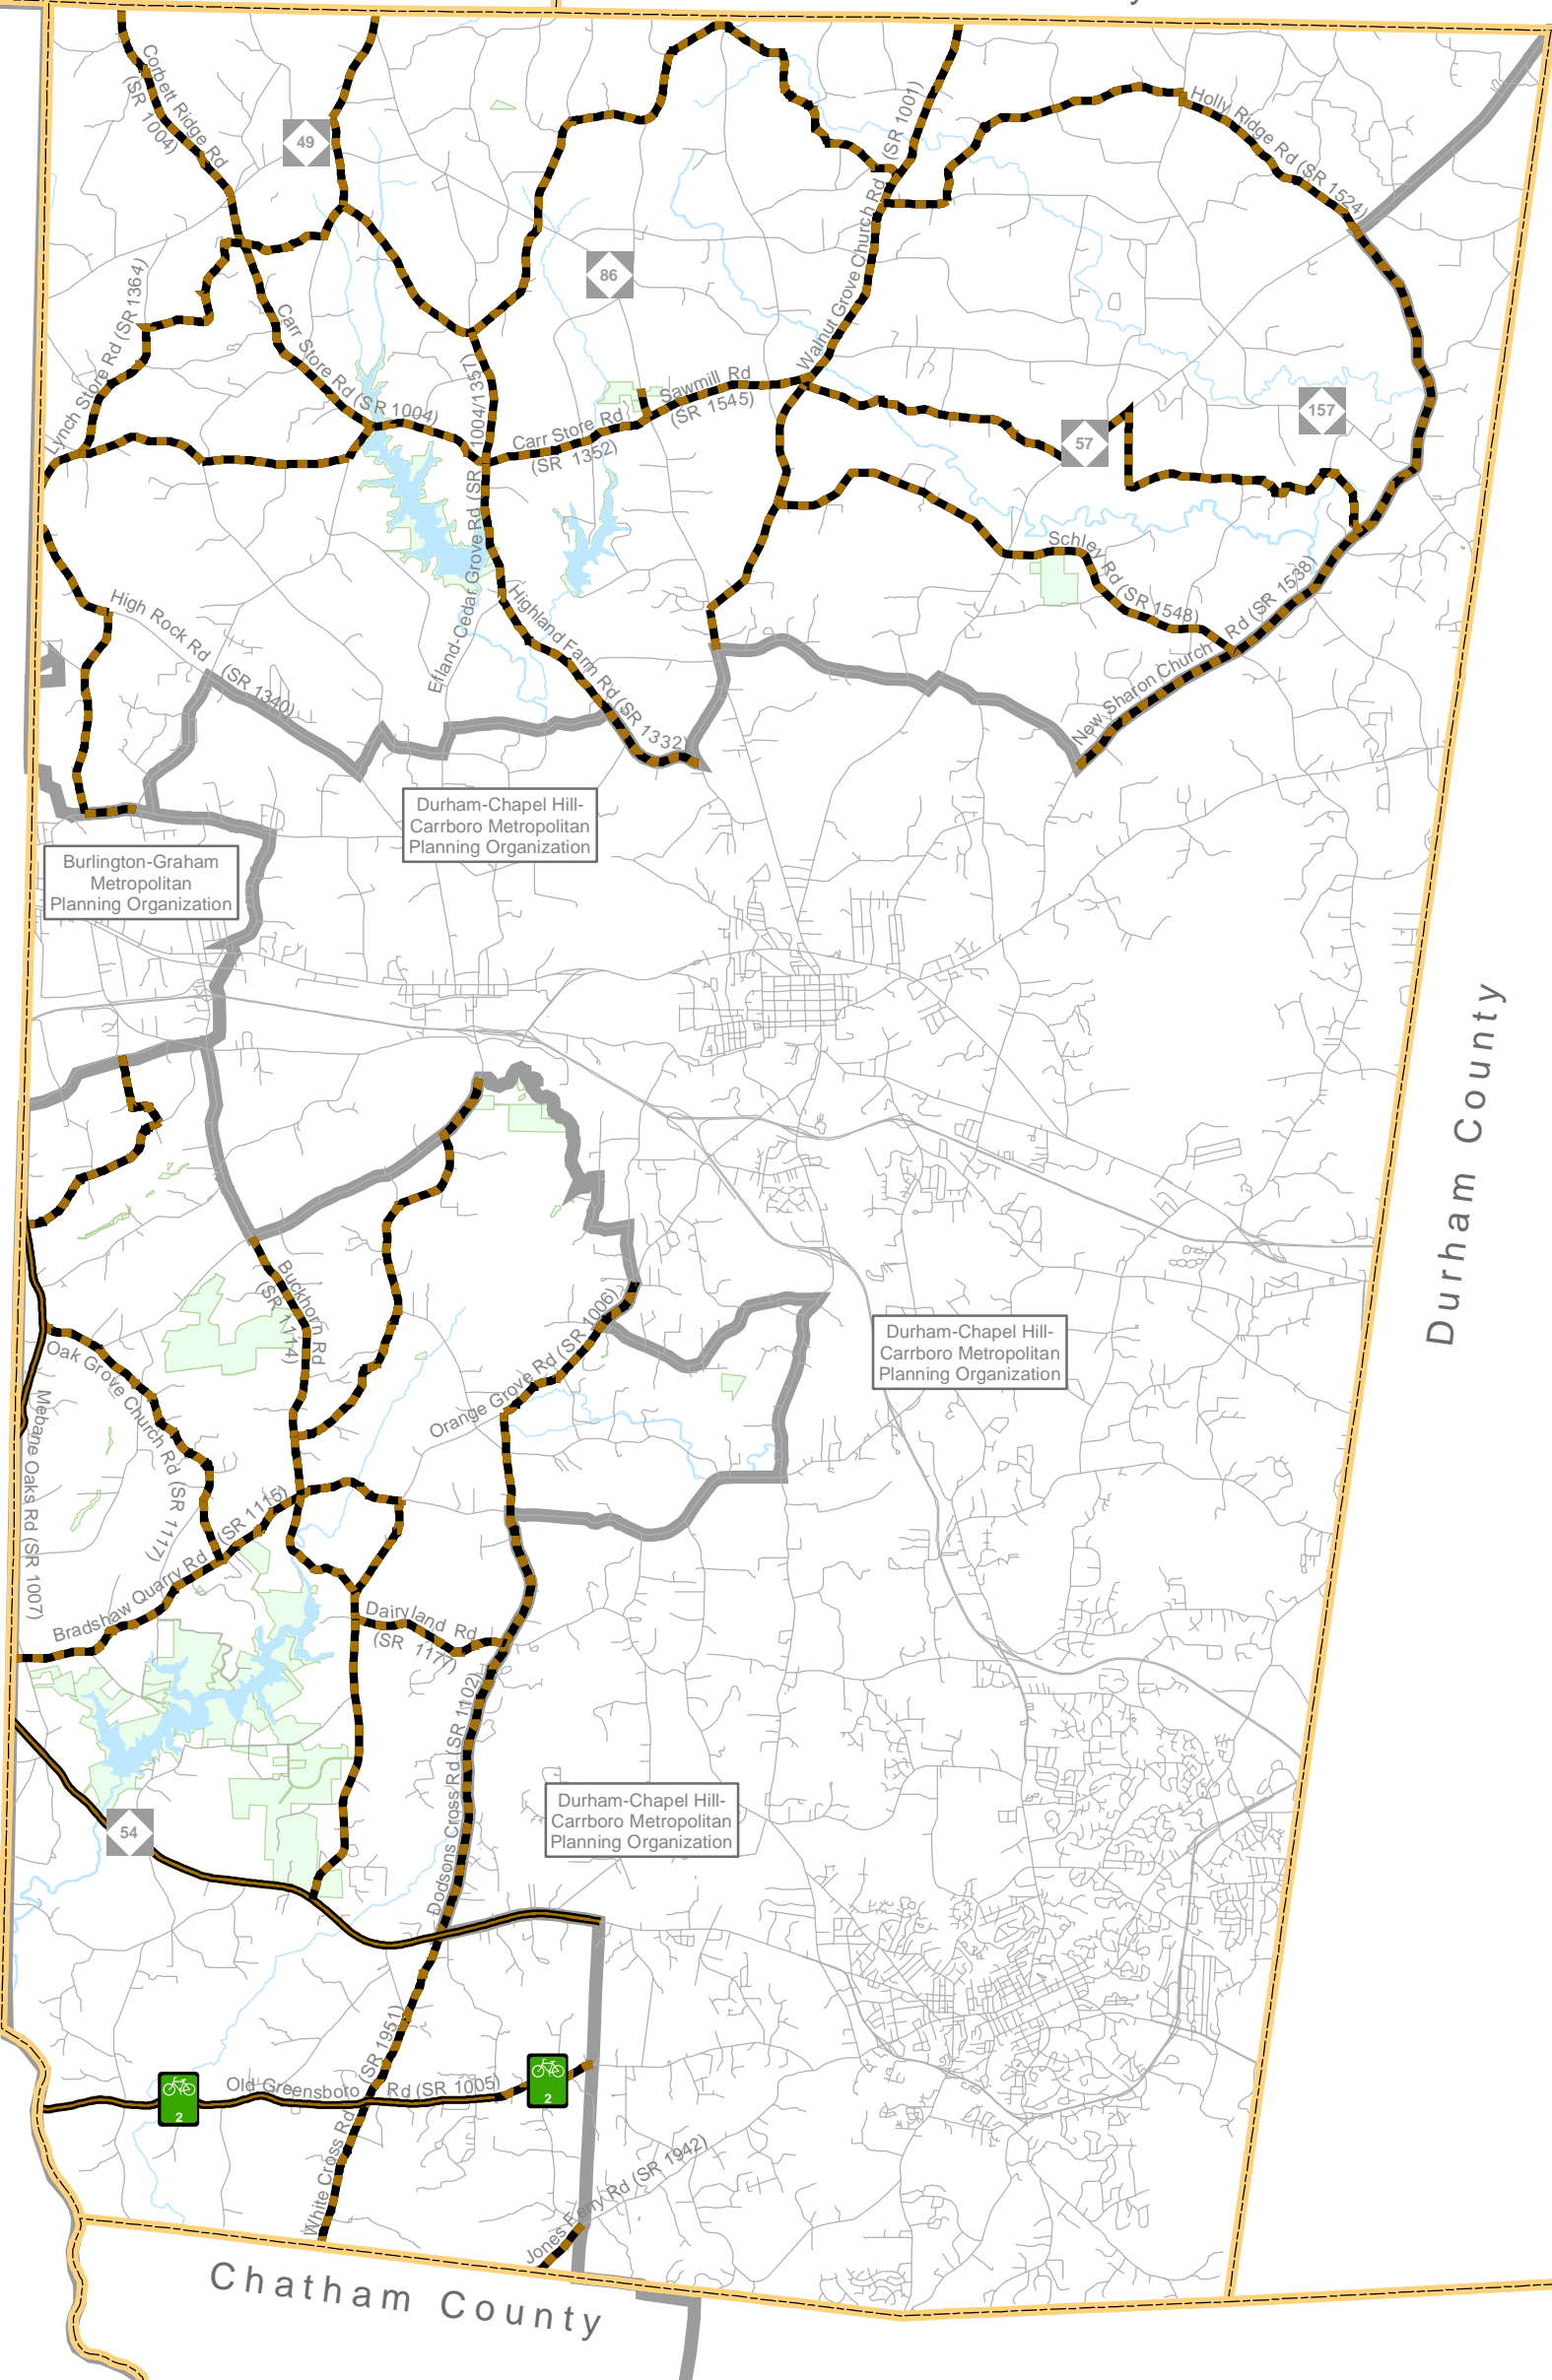 Corbett Ridge Rd
(SR 1004)
49
Holly Ridge Rd (SR 1524)
Walnut Grove Church Rd (SR 1001)
86
Lynch Store Rd (SR 1364)
Carr Store Rd (SR 1004)
Efland-Cedar Grove Rd (SR 1004/1357)
Carr Store Rd
(SR 1352)
Sawmill Rd
(SR 1545)
157
57
Schley Rd (SR 1548)
New Sharon Church Rd (SR 1538)
High Rock Rd (SR 1340)
Highland Farm Rd (SR 1332)
Durham-Chapel Hill-
Carrboro Metropolitan
Planning Organization
Burlington-Graham
Metropolitan
Planning Organization
Durham County
Buckhorn Rd
(SR 1114)
Orange Grove Rd (SR 1006)
Durham-Chapel Hill-
Carrboro Metropolitan
Planning Organization
Oak Grove Church Rd (SR 1117)
Mebane Oaks Rd (SR 1007)
Bradshaw Quarry Rd (SR 1115)
Dairyland Rd
(SR 1177)
Dodsons Cross Rd (SR 1102)
54
Durham-Chapel Hill-
Carrboro Metropolitan
Planning Organization
2
2
Old Greensboro Rd (SR 1005)
White Cross Rd (SR 1951)
Jones Ferry Rd (SR 1942)
Chatham County